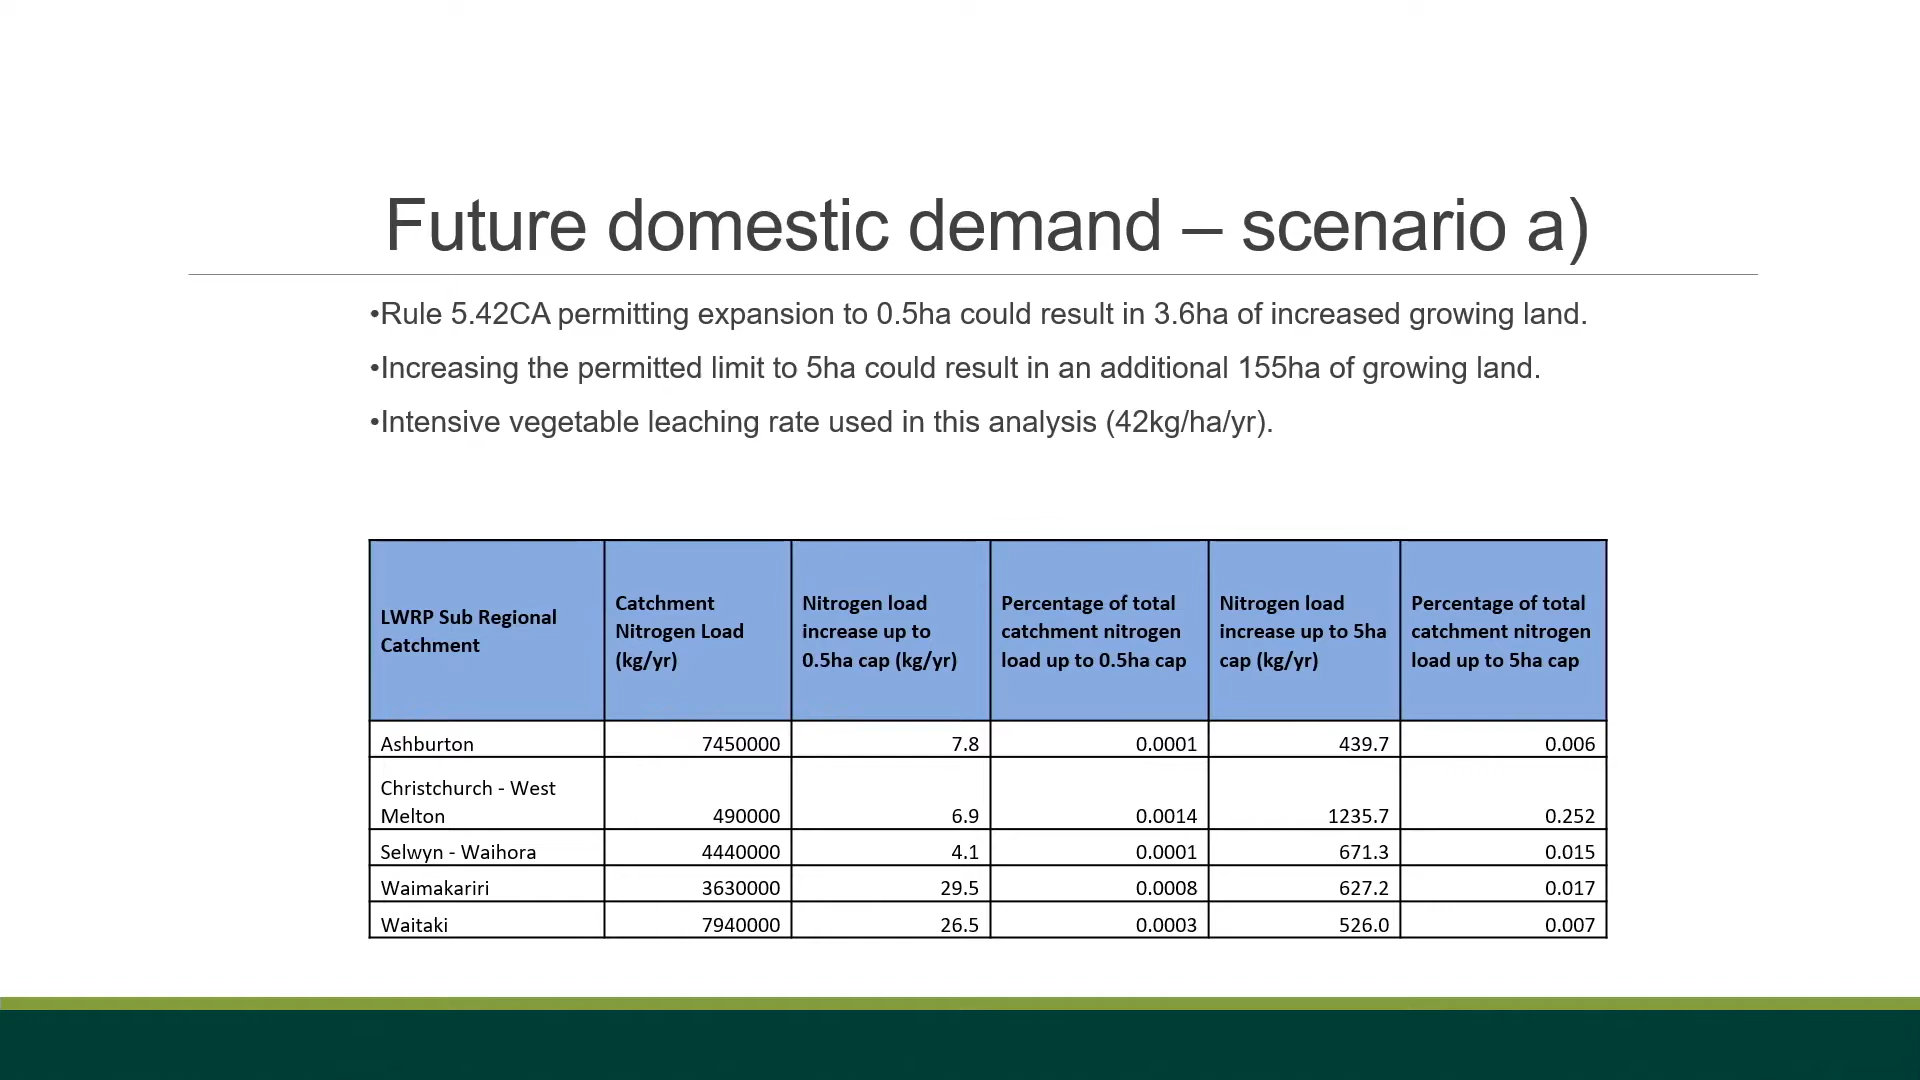 Future domestic demand – scenario a)
•Rule 5.42CA permitting expansion to 0.5ha could result in 3.6ha of increased growing land.
•Increasing the permitted limit to 5ha could result in an additional 155ha of growing land.
•Intensive vegetable leaching rate used in this analysis (42kg/ha/yr).
LWRP Sub Regional
Catchment
Catchment
Nitrogen Load
(kg/yr)
Nitrogen load
increase up to
0.5ha cap (kg/yr)
Percentage of total
catchment nitrogen
load up to 0.5ha cap
Nitrogen load
increase up to 5ha
cap (kg/yr)
Percentage of total
catchment nitrogen
load up to 5ha cap
Ashburton 7450000 7.8 0.0001 439.7 0.006
Christchurch - West
Melton 490000 6.9 0.0014 1235.7 0.252
Selwyn - Waihora 4440000 4.1 0.0001 671.3 0.015
Waimakariri 3630000 29.5 0.0008 627.2 0.017
Waitaki 7940000 26.5 0.0003 526.0 0.007